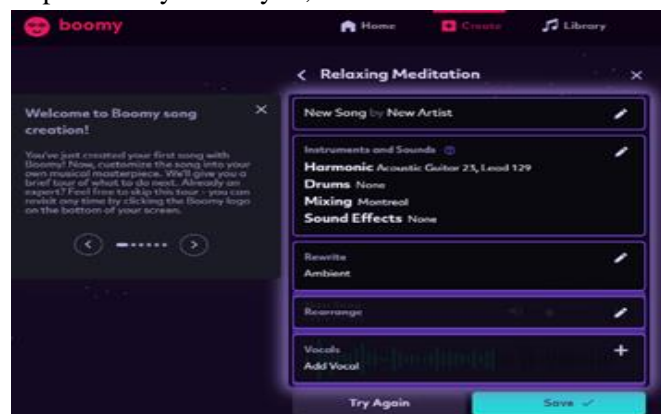 boomy
Home
Create
Library
Relaxing Meditation
Welcome to Boomy song
creation!
You've just created your first song with
Boomy! Now, customize the song into your
own musical masterpiece. We'll give you a
brief tour of what to do next. Already an
expert? Feel free to skip this tour - you can
revisit any time by clicking the Boomy logo
on the bottom of your screen.
New Song by New Artist
Instruments and Sounds
Harmonic Acoustic Guitar 23, Lead 129
Drums None
Mixing Montreal
Sound Effects None
Rewrite
Ambient
Rearrange
Vocals
Add Vocal
Try Again
Save